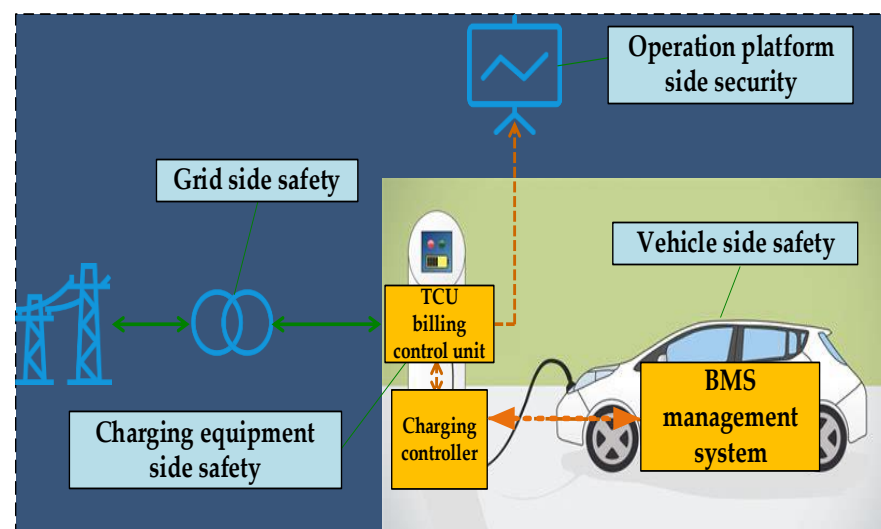 Operation platform
side security
Grid side safety
Vehicle side safety
TCU
billing
control unit
BMS
management
system
Charging equipment
side safety
Charging
controller